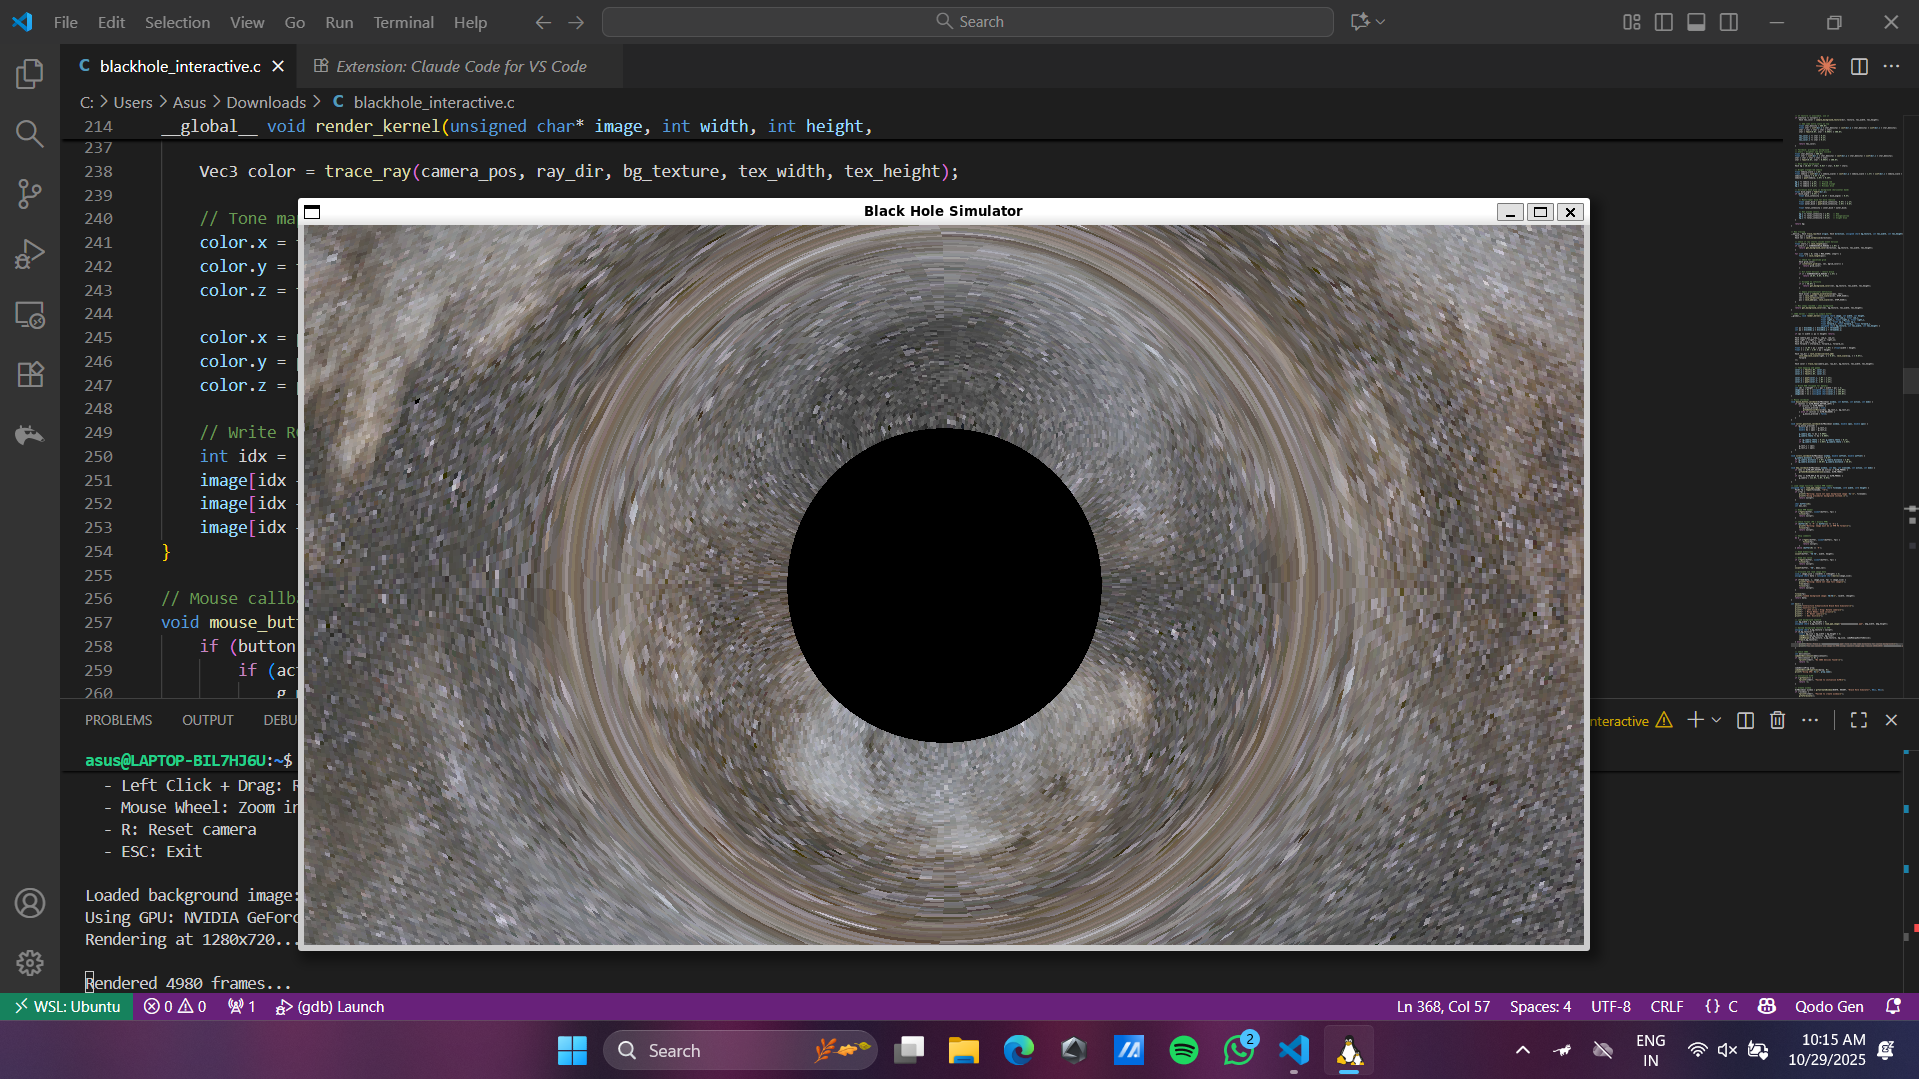 File Edit Selection View Go Run Terminal Help
Search
blackhole_interactive.c
Extension: Claude Code for VS Code
C: > Users > Asus > Downloads > C blackhole_interactive.c
214 __global__ void render_kernel(unsigned char* image, int width, int height,
237
238 Vec3 color = trace_ray(camera_pos, ray_dir, bg_texture, tex_width, tex_height);
239
240 // Tone ma
241 color.x =
242 color.y =
243 color.z =
244
245 color.x =
246 color.y =
247 color.z =
248
249 // Write R
250 int idx =
251 image[idx
252 image[idx
253 image[idx
254 }
255
256 // Mouse callb
257 void mouse_butt
258 if (button
259 if (ac
260 g
Black Hole Simulator
PROBLEMS OUTPUT DEBU
nteractive
asus@LAPTOP-BIL7HJ6U:~$
- Left Click + Drag: R
- Mouse Wheel: Zoom in
- R: Reset camera
- ESC: Exit
Loaded background image:
Using GPU: NVIDIA GeForc
Rendering at 1280x720...
Rendered 4980 frames...
WSL: Ubuntu 0 0 1 (gdb) Launch
Ln 368, Col 57 Spaces: 4 UTF-8 CRLF {} C Qodo Gen
Search
2
ENG
IN
10:15 AM
10/29/2025